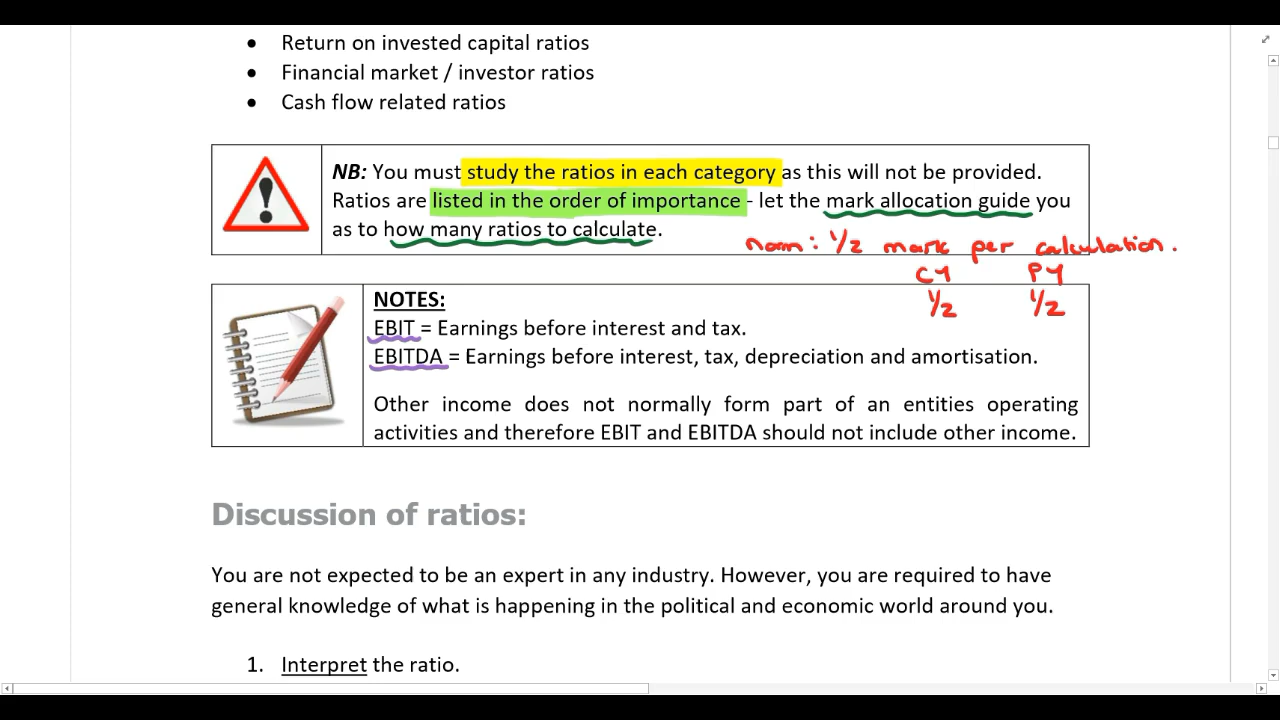 • Return on invested capital ratios
• Financial market / investor ratios
• Cash flow related ratios
NB: You must study the ratios in each category as this will not be provided.
Ratios are listed in the order of importance - let the mark allocation guide you
as to how many ratios to calculate.
norm: 1/2 mark per calculation.
CY PY
1/2 1/2
NOTES:
EBIT = Earnings before interest and tax.
EBITDA = Earnings before interest, tax, depreciation and amortisation.
Other income does not normally form part of an entities operating
activities and therefore EBIT and EBITDA should not include other income.
Discussion of ratios:
You are not expected to be an expert in any industry. However, you are required to have
general knowledge of what is happening in the political and economic world around you.
1. Interpret the ratio.